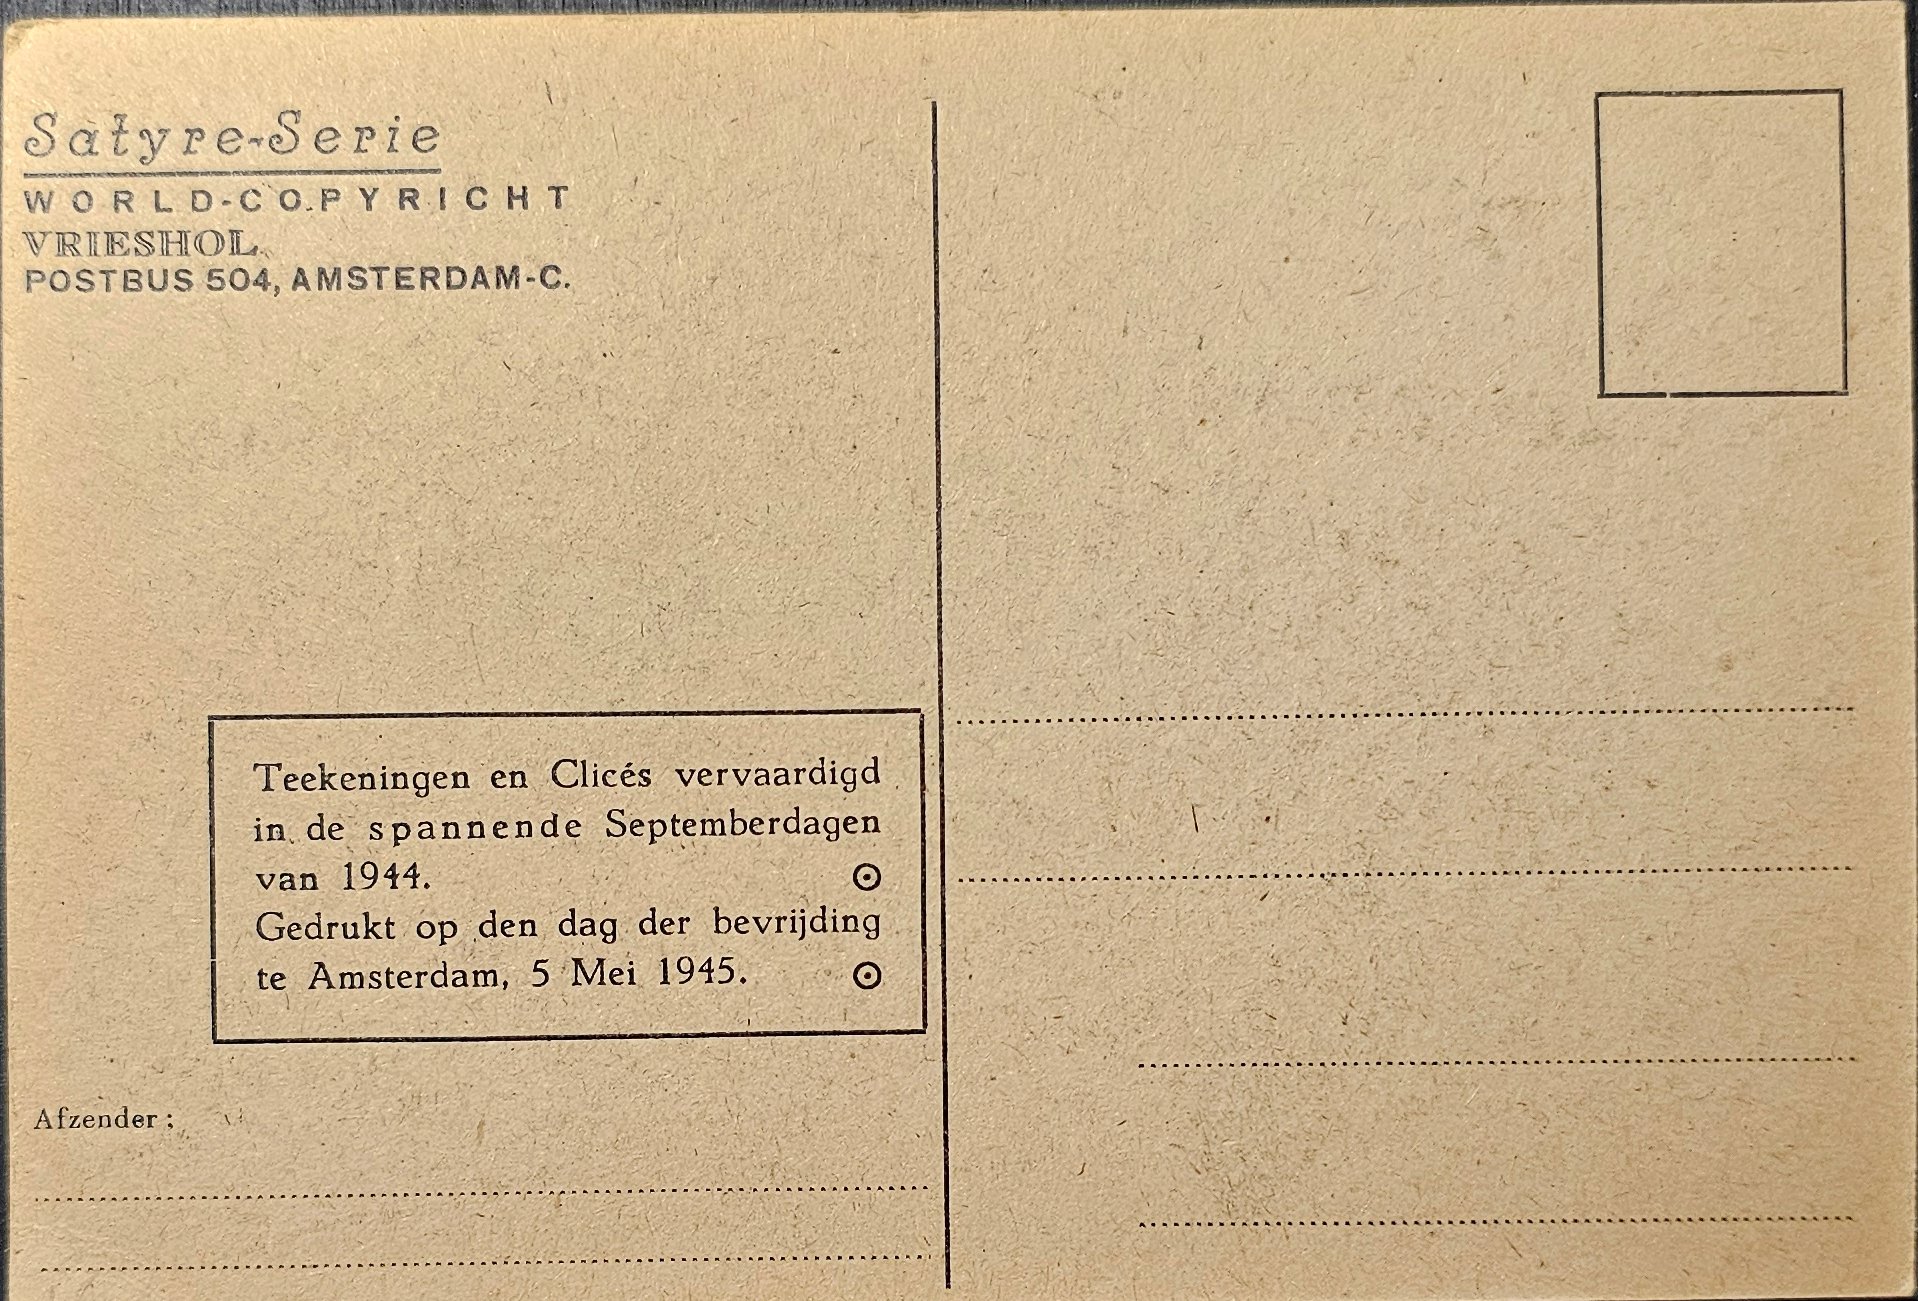 Satyre-Serie
WORLD-COPYRICHT
VRIESHOL
POSTBUS 504, AMSTERDAM-C.
Teekeningen en Clicés vervaardigd
in de spannende Septemberdagen
van 1944.
Gedrukt op den dag der bevrijding
te Amsterdam, 5 Mei 1945.
Afzender :